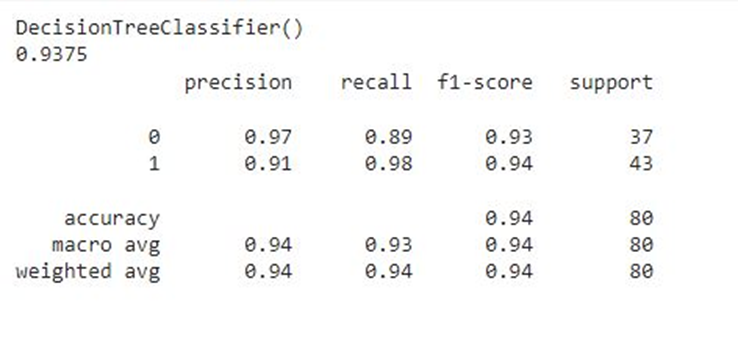 DecisionTreeClassifier()
0.9375
precision recall f1-score support
0 0.97 0.89 0.93 37
1 0.91 0.98 0.94 43
accuracy 0.94 80
macro avg 0.94 0.93 0.94 80
weighted avg 0.94 0.94 0.94 80